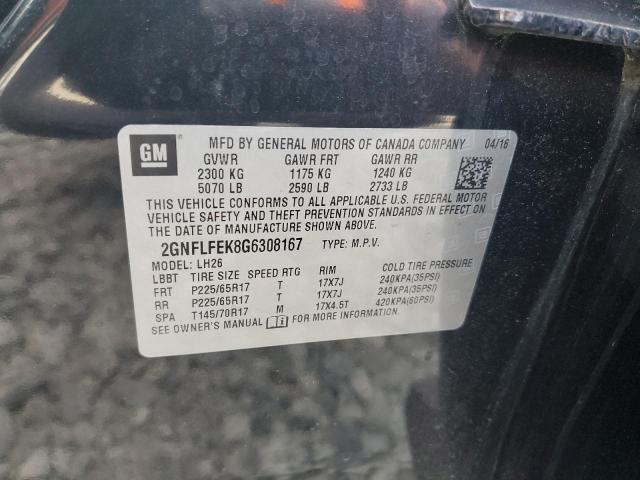 GM
MFD BY GENERAL MOTORS OF CANADA COMPANY 04/16
GVWR GAWR FRT GAWR RR
2300 KG 1175 KG 1240 KG
5070 LB 2590 LB 2733 LB
THIS VEHICLE CONFORMS TO ALL APPLICABLE U.S. FEDERAL MOTOR
VEHICLE SAFETY AND THEFT PREVENTION STANDARDS IN EFFECT ON
THE DATE OF MANUFACTURE SHOWN ABOVE.
2GNFLFEK8G6308167 TYPE: M.P.V.
MODEL: LH26
LBBT TIRE SIZE SPEED RTG RIM COLD TIRE PRESSURE
FRT P225/65R17 T 17X7J 240KPA(35PSI)
RR P225/65R17 T 17X7J 240KPA(35PSI)
SPA T145/70R17 M 17X4.5T 420KPA(60PSI)
SEE OWNER'S MANUAL i FOR MORE INFORMATION.